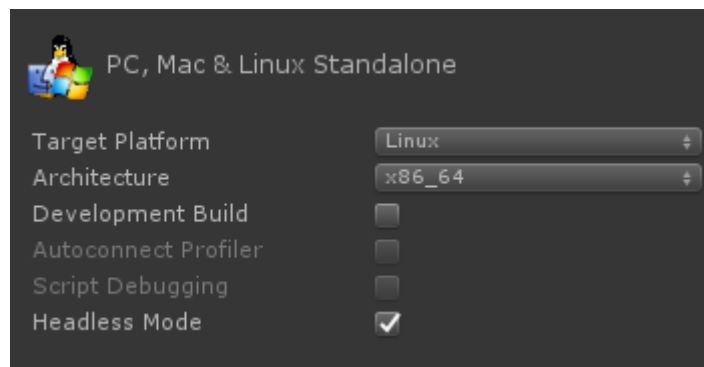 PC, Mac & Linux Standalone
Target Platform Linux
Architecture x86_64
Development Build
Autoconnect Profiler
Script Debugging
Headless Mode